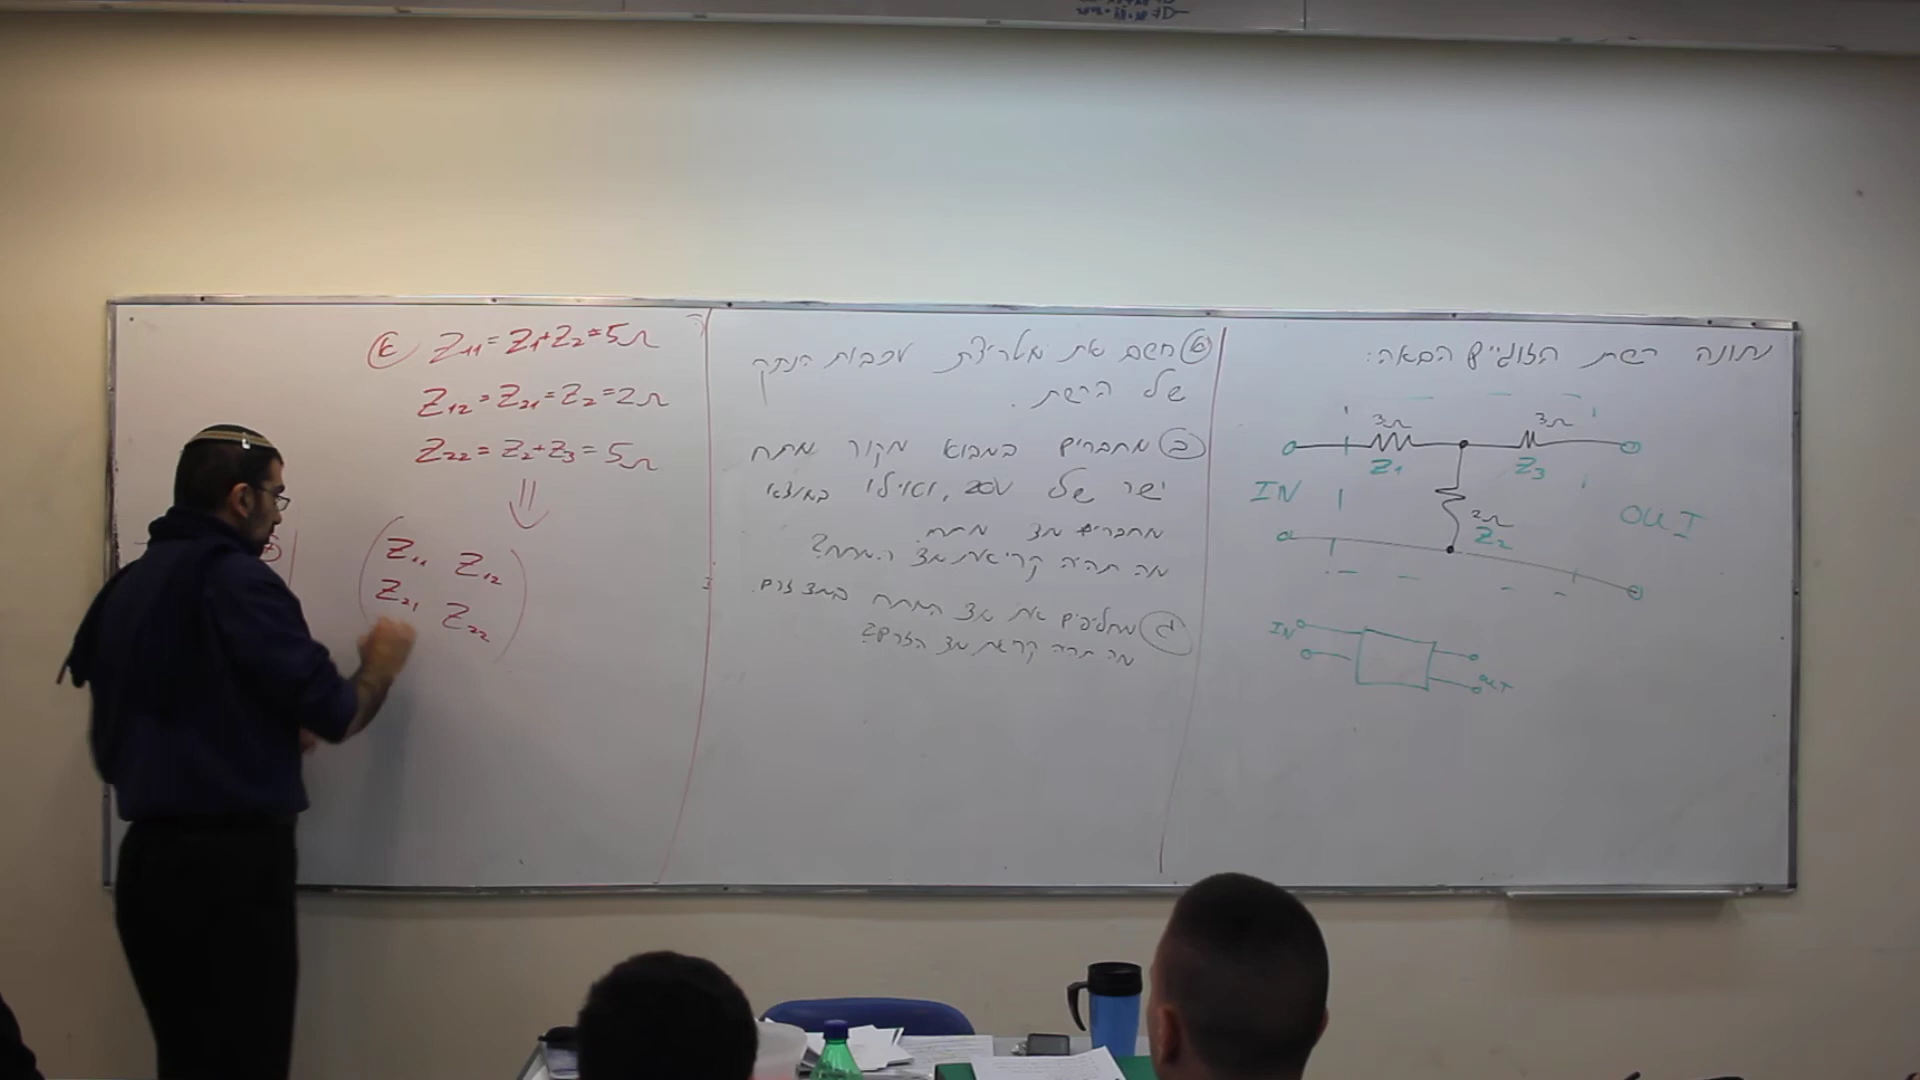 נתונה רשת הזוגיים הבאה:
3Ω 3Ω
Z1 Z3
IN
2Ω
Z2
OUT
IN
OUT
א חשב את מטריצת עכבות הנתק
של הרשת.
ב מחברים במבוא מקור מתח
ישר של 20V, ואילו במוצא
מחברים מד מתח.
מה תהיה קריאת מד המתח?
ג מחליפים את מד המתח במד זרם.
מה תהיה קריאת מד הזרם?
א Z11 = Z1+Z2 = 5Ω
Z12 = Z21 = Z2 = 2Ω
Z22 = Z2+Z3 = 5Ω
⇓
( Z11 Z12
Z21 Z22 )